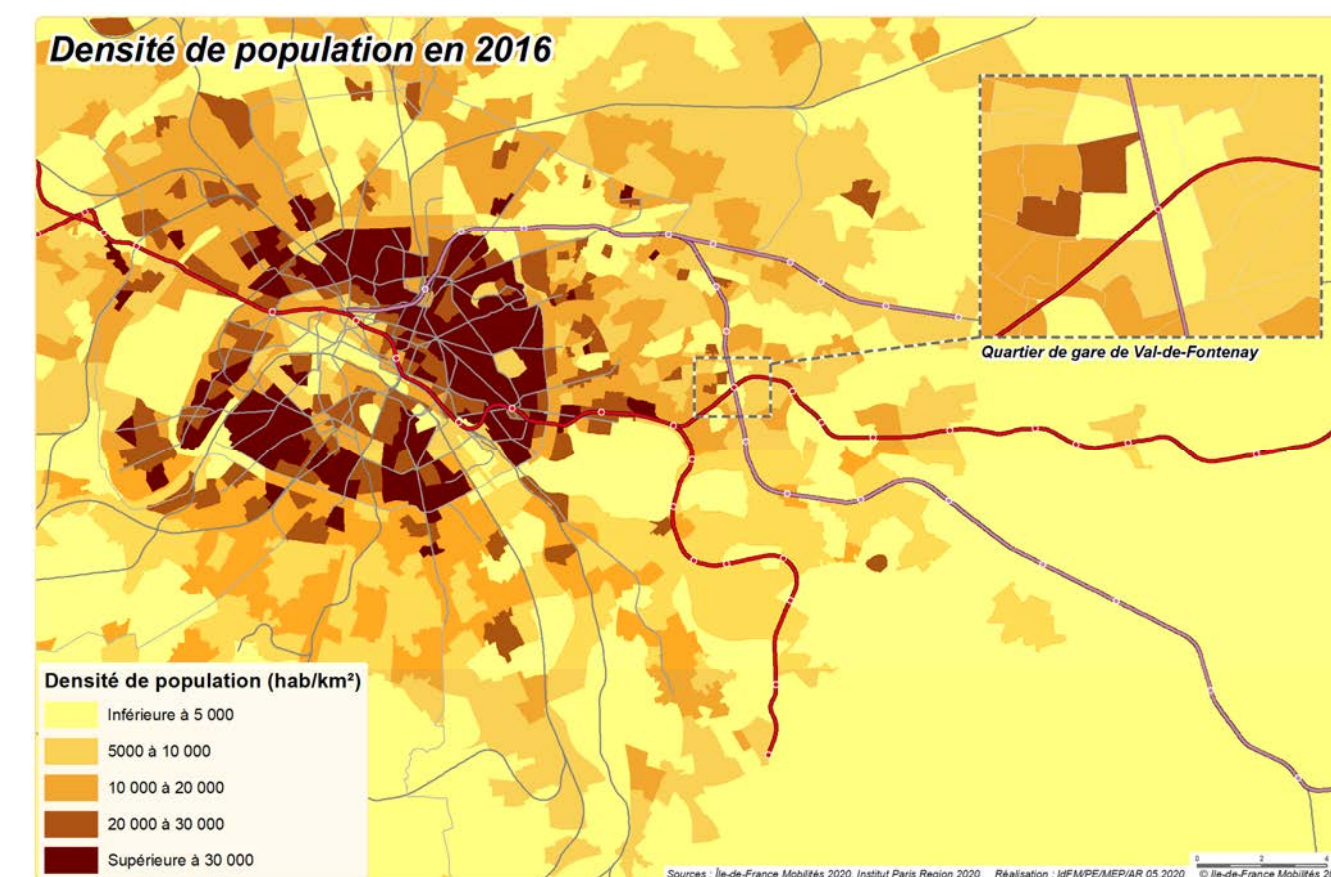 Densité de population en 2016
Quartier de gare de Val-de-Fontenay
Densité de population (hab/km²)
Inférieure à 5 000
5000 à 10 000
10 000 à 20 000
20 000 à 30 000
Supérieure à 30 000
0 2 4
Sources : Île-de-France Mobilités 2020, Institut Paris Region 2020 Réalisation : IdFM/PE/MEP/AR 05.2020 © Ile-de-France Mobilités 20